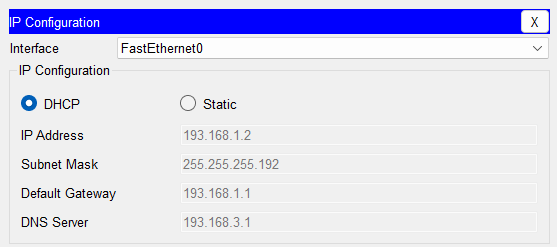 IP Configuration X
Interface FastEthernet0
IP Configuration
DHCP Static
IP Address 193.168.1.2
Subnet Mask 255.255.255.192
Default Gateway 193.168.1.1
DNS Server 193.168.3.1